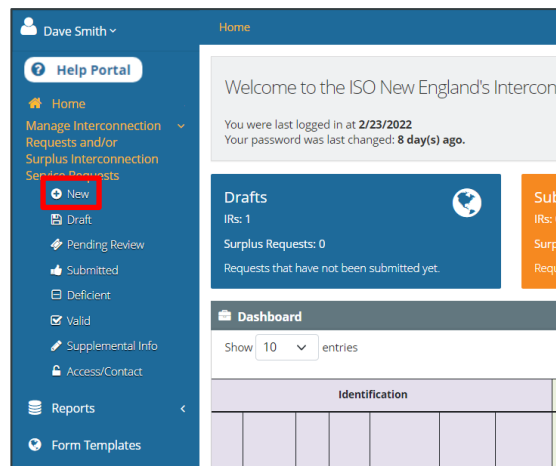 Dave Smith
Home
Help Portal
Home
Manage Interconnection
Requests and/or
Surplus Interconnection
Service Requests
New
Draft
Pending Review
Submitted
Deficient
Valid
Supplemental Info
Access/Contact
Reports
Form Templates
Welcome to the ISO New England's Intercon
You were last logged in at 2/23/2022
Your password was last changed: 8 day(s) ago.
Drafts
IRs: 1
Surplus Requests: 0
Requests that have not been submitted yet.
Sub
IRs:
Surp
Requ
Dashboard
Show 10 entries
Identification